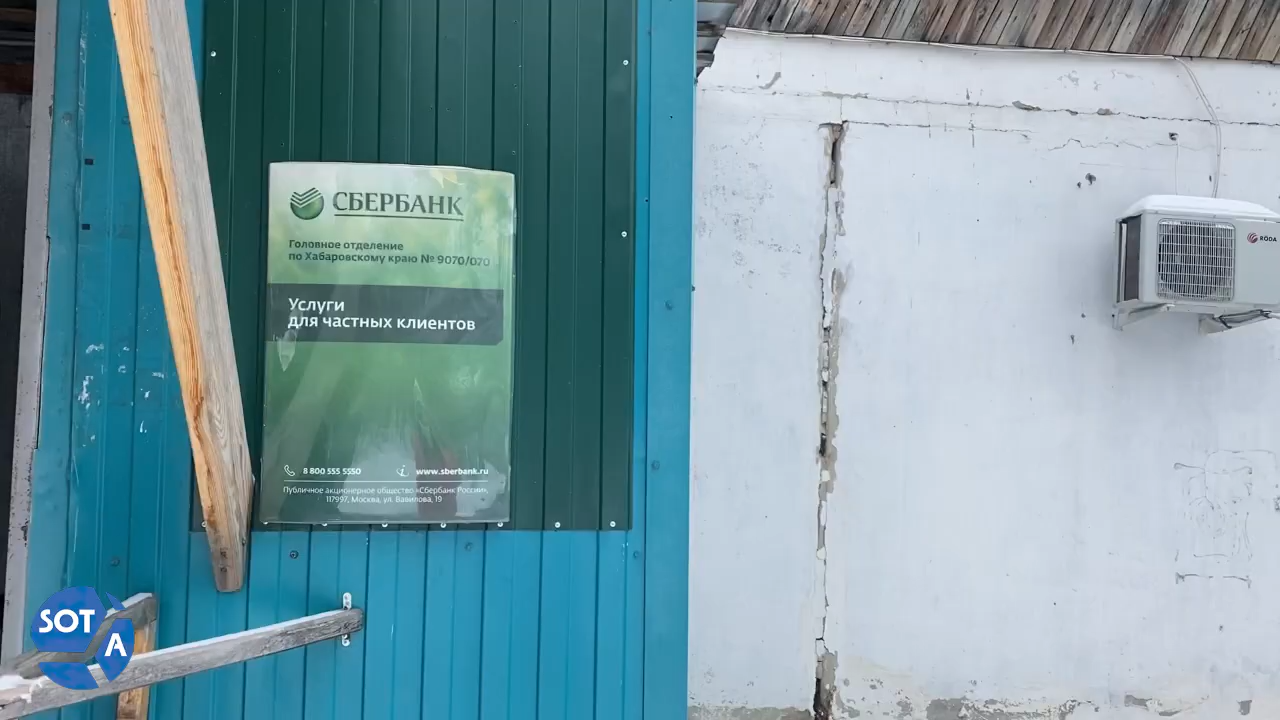 СБЕРБАНК
Головное отделение
по Хабаровскому краю № 9070/070
Услуги
для частных клиентов
8 800 555 5550 www.sberbank.ru
Публичное акционерное общество «Сбербанк России»,
117997, Москва, ул. Вавилова, 19
RÖDA
SOT
A